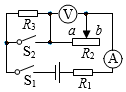 R₃ V a b
S₂ R₂ A
S₁ R₁